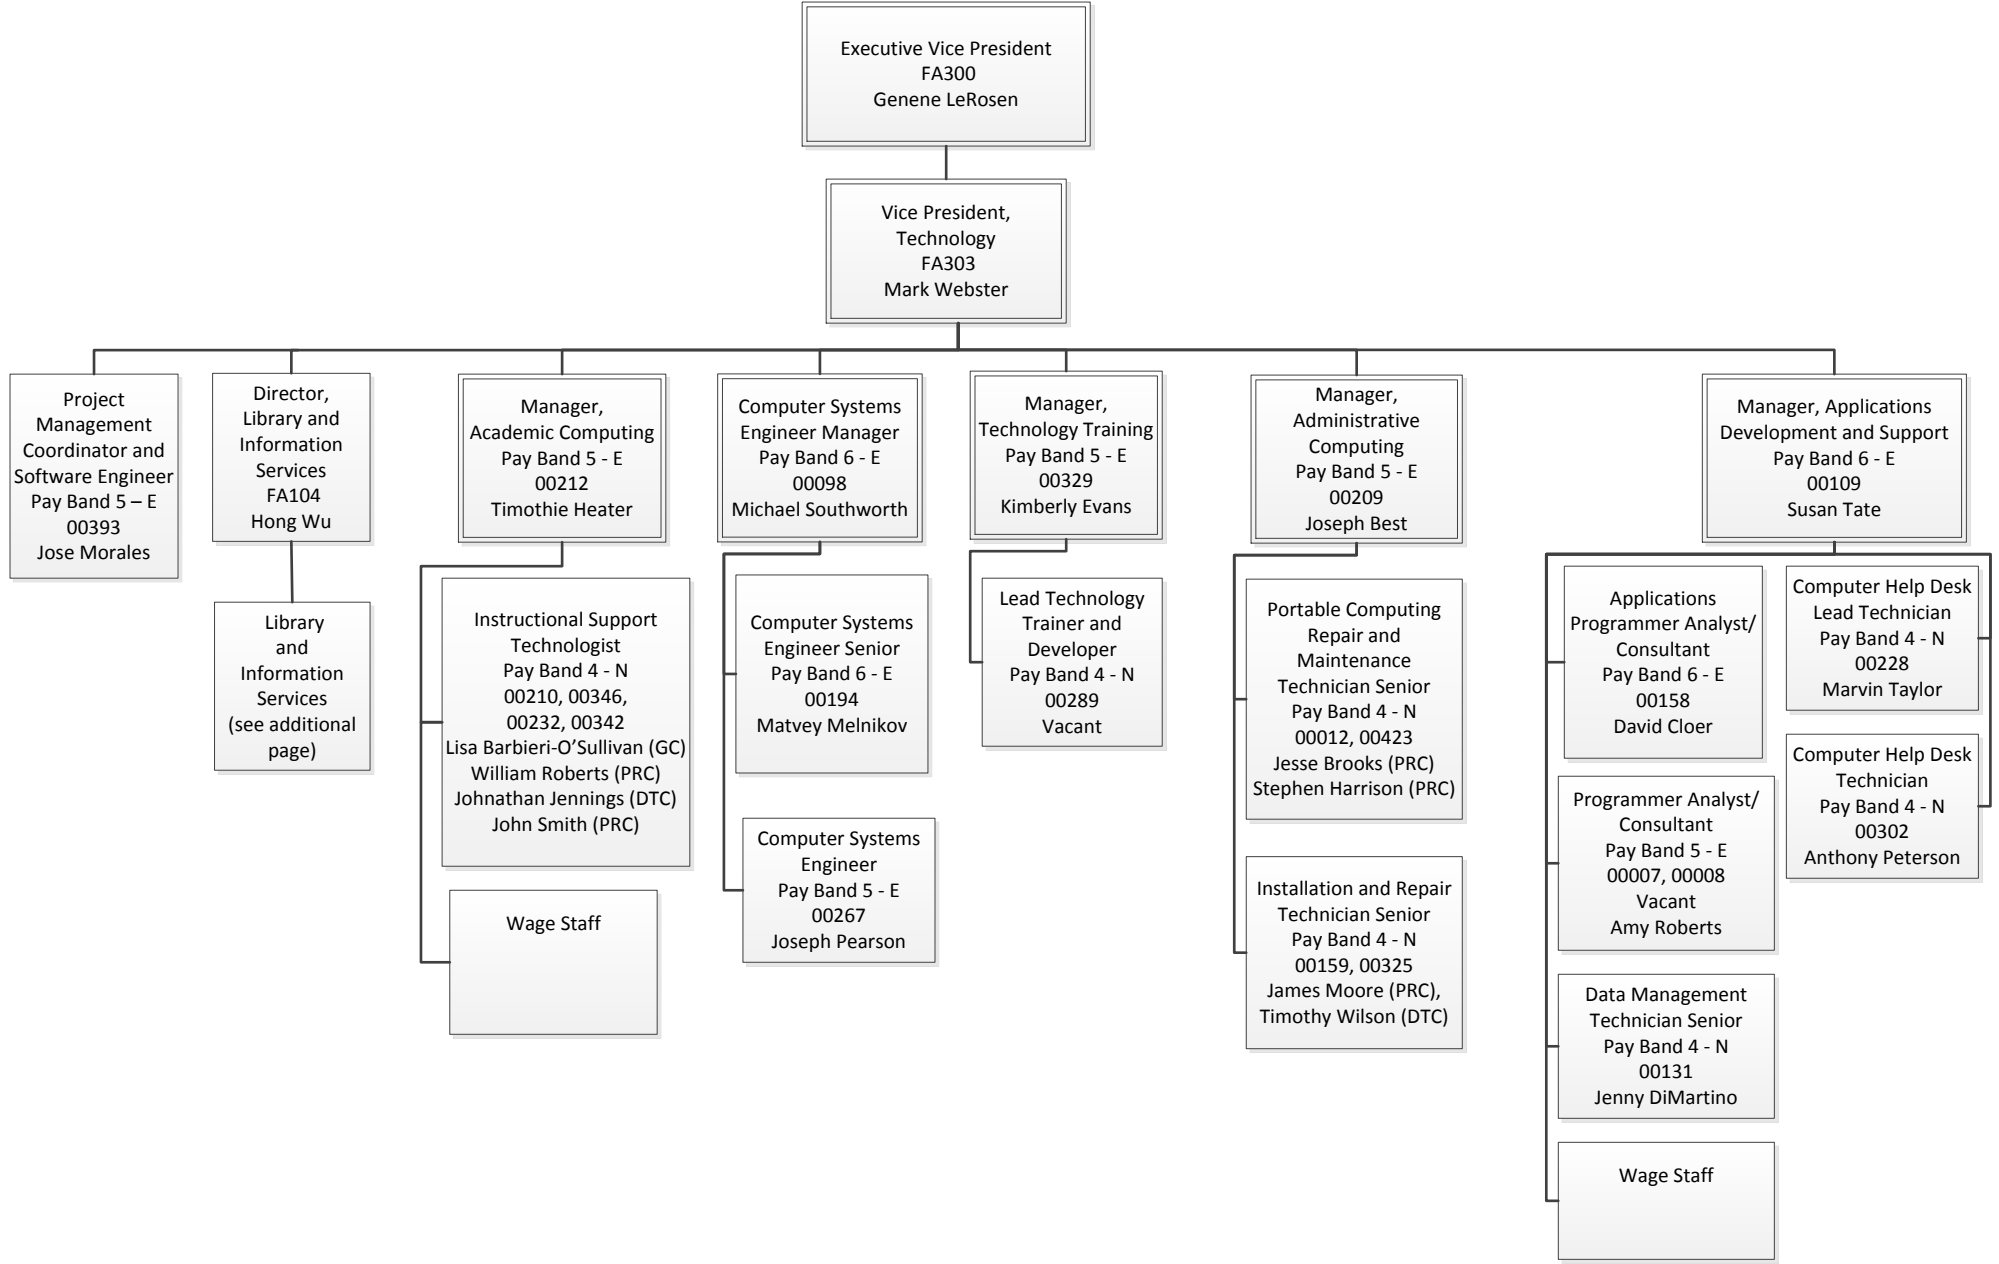 Executive Vice President
FA300
Genene LeRosen
Vice President,
Technology
FA303
Mark Webster
Project
Management
Coordinator and
Software Engineer
Pay Band 5 – E
00393
Jose Morales
Director,
Library and
Information
Services
FA104
Hong Wu
Manager,
Academic Computing
Pay Band 5 - E
00212
Timothie Heater
Computer Systems
Engineer Manager
Pay Band 6 - E
00098
Michael Southworth
Manager,
Technology Training
Pay Band 5 - E
00329
Kimberly Evans
Manager,
Administrative
Computing
Pay Band 5 - E
00209
Joseph Best
Manager, Applications
Development and Support
Pay Band 6 - E
00109
Susan Tate
Library
and
Information
Services
(see additional
page)
Instructional Support
Technologist
Pay Band 4 - N
00210, 00346,
00232, 00342
Lisa Barbieri-O’Sullivan (GC)
William Roberts (PRC)
Johnathan Jennings (DTC)
John Smith (PRC)
Wage Staff
Computer Systems
Engineer Senior
Pay Band 6 - E
00194
Matvey Melnikov
Computer Systems
Engineer
Pay Band 5 - E
00267
Joseph Pearson
Lead Technology
Trainer and
Developer
Pay Band 4 - N
00289
Vacant
Portable Computing
Repair and
Maintenance
Technician Senior
Pay Band 4 - N
00012, 00423
Jesse Brooks (PRC)
Stephen Harrison (PRC)
Installation and Repair
Technician Senior
Pay Band 4 - N
00159, 00325
James Moore (PRC),
Timothy Wilson (DTC)
Applications
Programmer Analyst/
Consultant
Pay Band 6 - E
00158
David Cloer
Programmer Analyst/
Consultant
Pay Band 5 - E
00007, 00008
Vacant
Amy Roberts
Data Management
Technician Senior
Pay Band 4 - N
00131
Jenny DiMartino
Wage Staff
Computer Help Desk
Lead Technician
Pay Band 4 - N
00228
Marvin Taylor
Computer Help Desk
Technician
Pay Band 4 - N
00302
Anthony Peterson